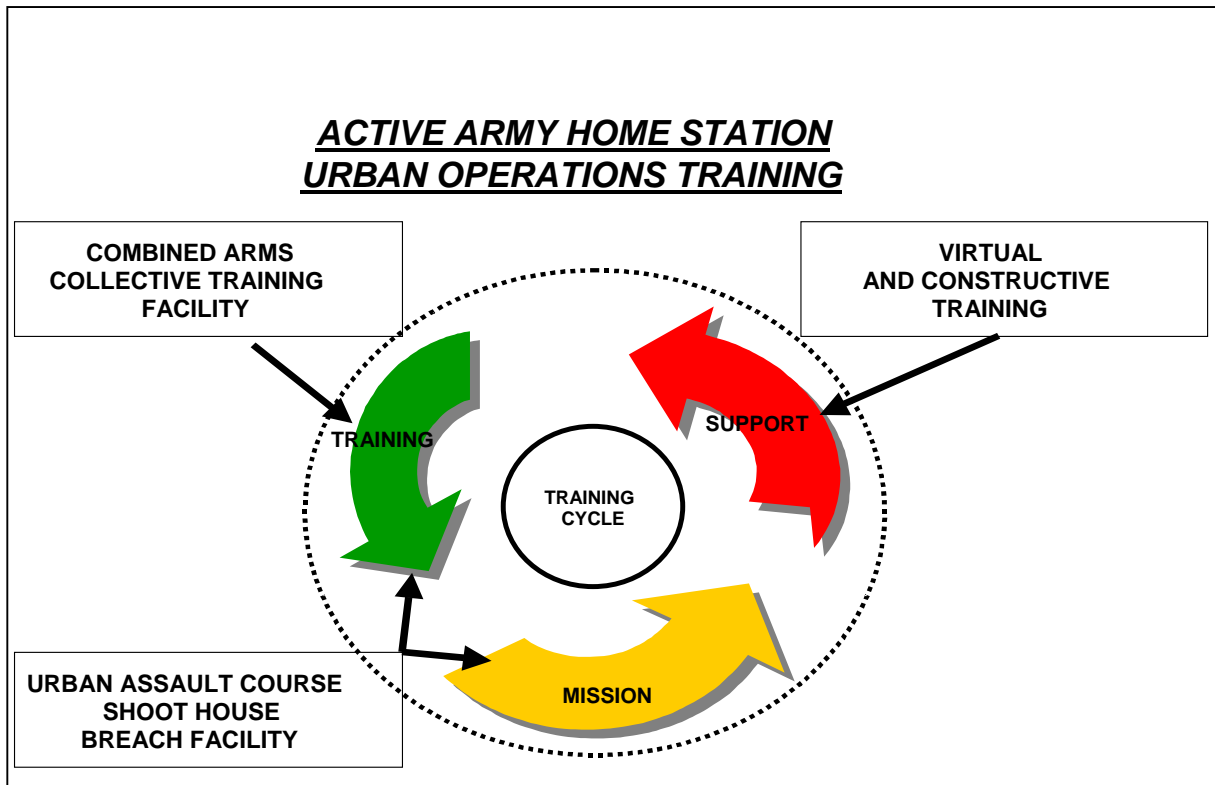 ACTIVE ARMY HOME STATION
URBAN OPERATIONS TRAINING
COMBINED ARMS
COLLECTIVE TRAINING
FACILITY
VIRTUAL
AND CONSTRUCTIVE
TRAINING
TRAINING
SUPPORT
TRAINING
CYCLE
MISSION
URBAN ASSAULT COURSE
SHOOT HOUSE
BREACH FACILITY